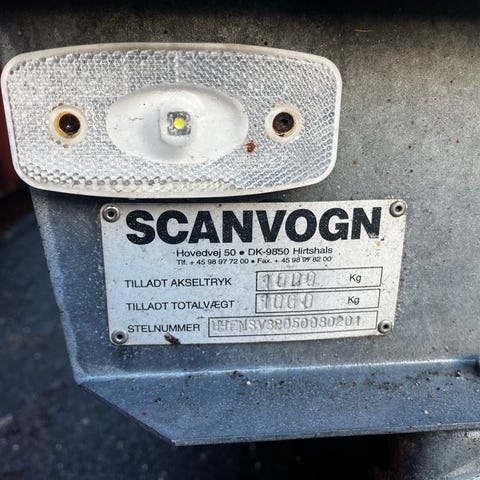 SCANVOGN
Hovedvej 50 • DK-9850 Hirtshals
Tlf. + 45 98 97 72 00 • Fax. + 45 98 97 82 00
TILLADT AKSELTRYK 1000 Kg
TILLADT TOTALVÆGT 1000 Kg
STELNUMMER